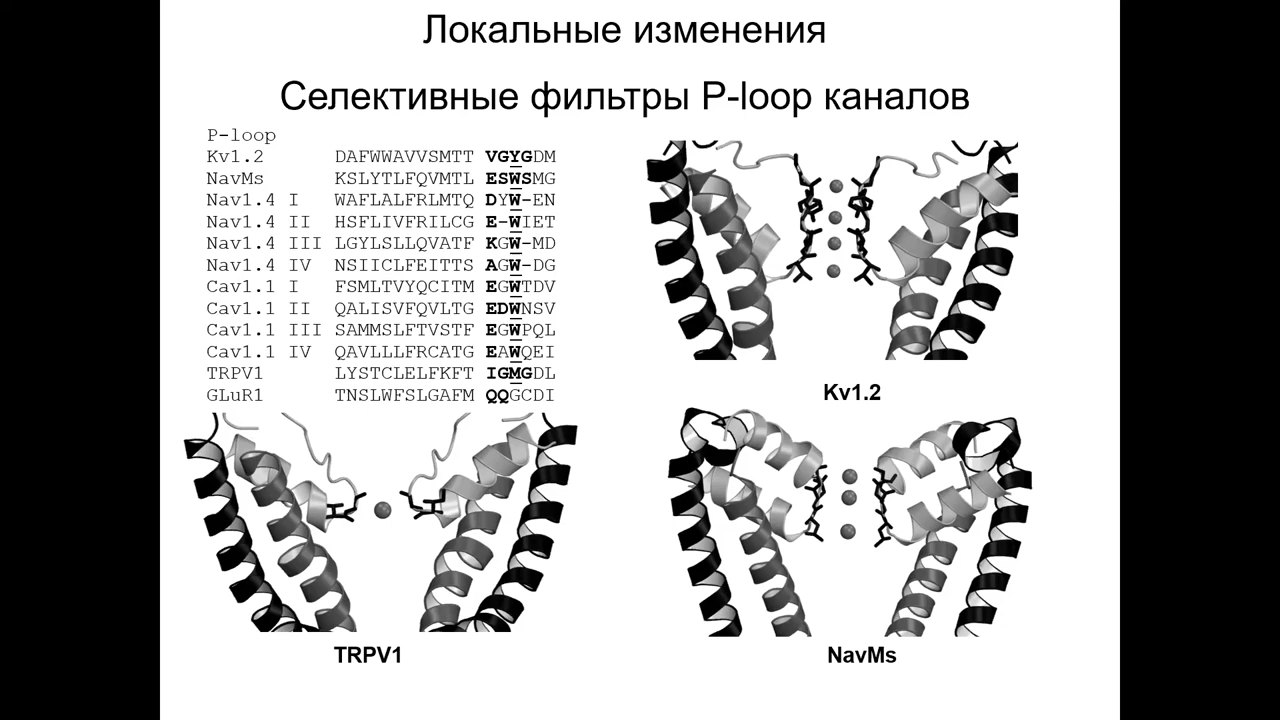 Локальные изменения
Селективные фильтры P-loop каналов
P-loop
Kv1.2 DAFWWAVVSMTT VGYGDM
NavMs KSLYTLFQVMTL ESWSMG
Nav1.4 I WAFLALFRLMTQ DYW-EN
Nav1.4 II HSFLIVFRILCG E-WIET
Nav1.4 III LGYLSLLQVATF KGW-MD
Nav1.4 IV NSIICLFEITTS AGW-DG
Cav1.1 I FSMLTVYQCITM EGWTDV
Cav1.1 II QALISVFQVLTG EDWNSV
Cav1.1 III SAMMSLFTVSTF EGWPQL
Cav1.1 IV QAVLLLFRCATG EAWQEI
TRPV1 LYSTCLELFKFT IGMGDL
GLuR1 TNSLWFSLGAFM QQGCDI
Kv1.2
TRPV1
NavMs